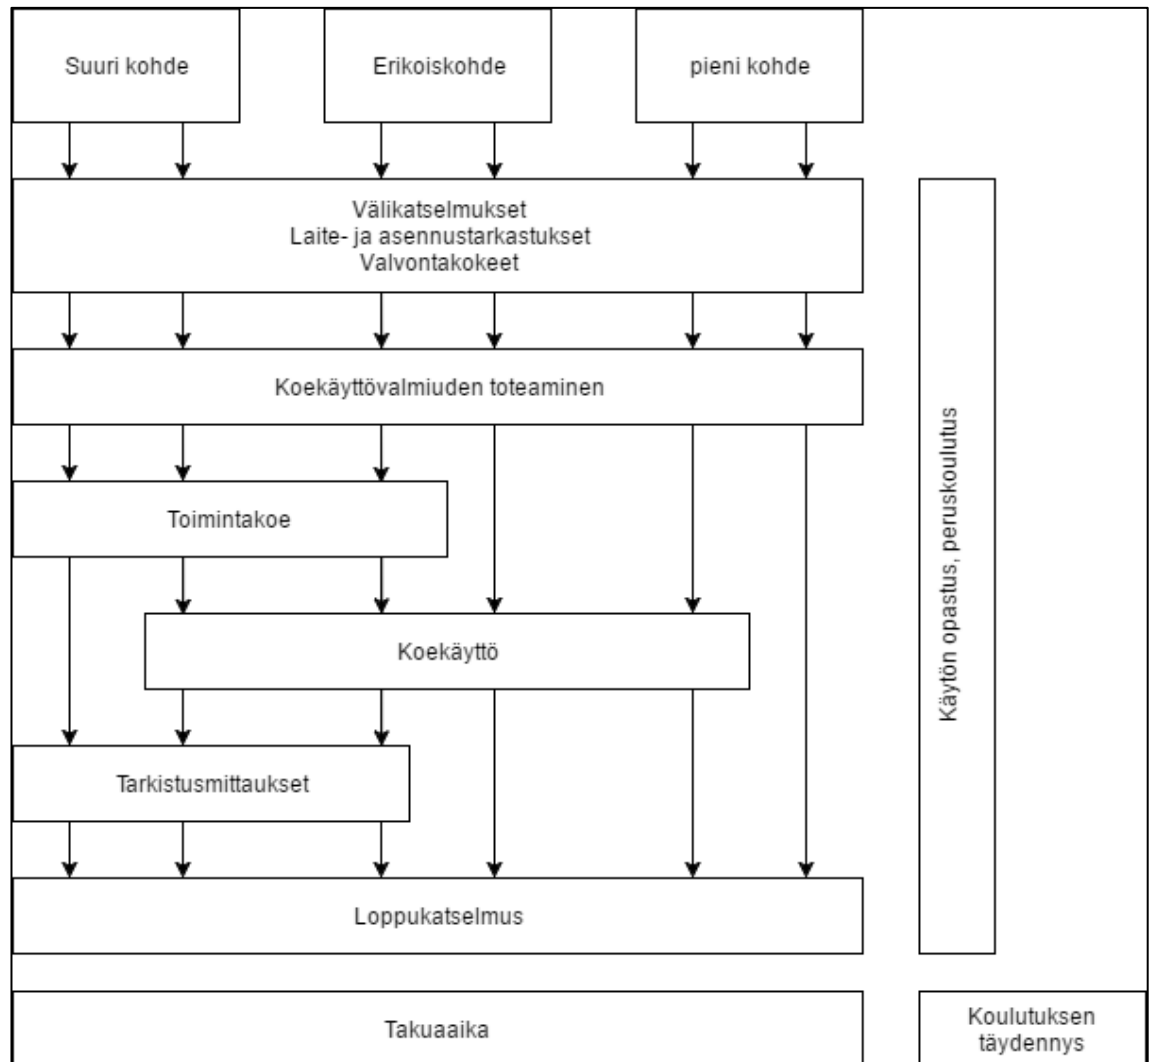 Suuri kohde
Erikoiskohde
pieni kohde
Välikatselmukset
Laite- ja asennustarkastukset
Valvontakokeet
Koekäyttövalmiuden toteaminen
Toimintakoe
Koekäyttö
Tarkistusmittaukset
Loppukatselmus
Käytön opastus, peruskoulutus
Takuaaika
Koulutuksen
täydennys